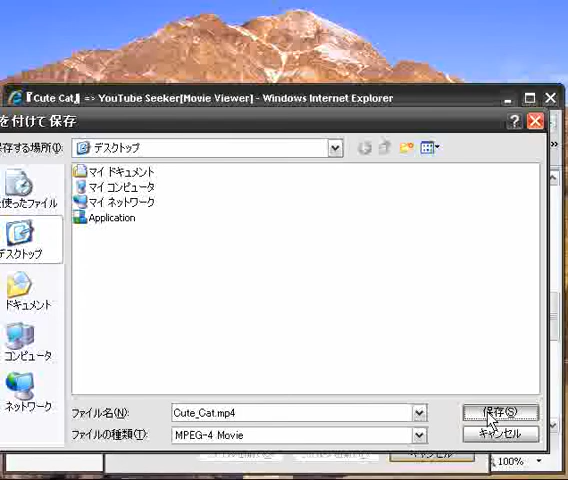 『Cute Cat』 => YouTube Seeker[Movie Viewer] - Windows Internet Explorer
を付けて保存
存する場所(I):
デスクトップ
マイ ドキュメント
マイ コンピュータ
マイ ネットワーク
Application
使ったファイル
デスクトップ
ドキュメント
コンピュータ
ネットワーク
ファイル名(N):
Cute_Cat.mp4
保存(S)
ファイルの種類(T):
MPEG-4 Movie
キャンセル
100%